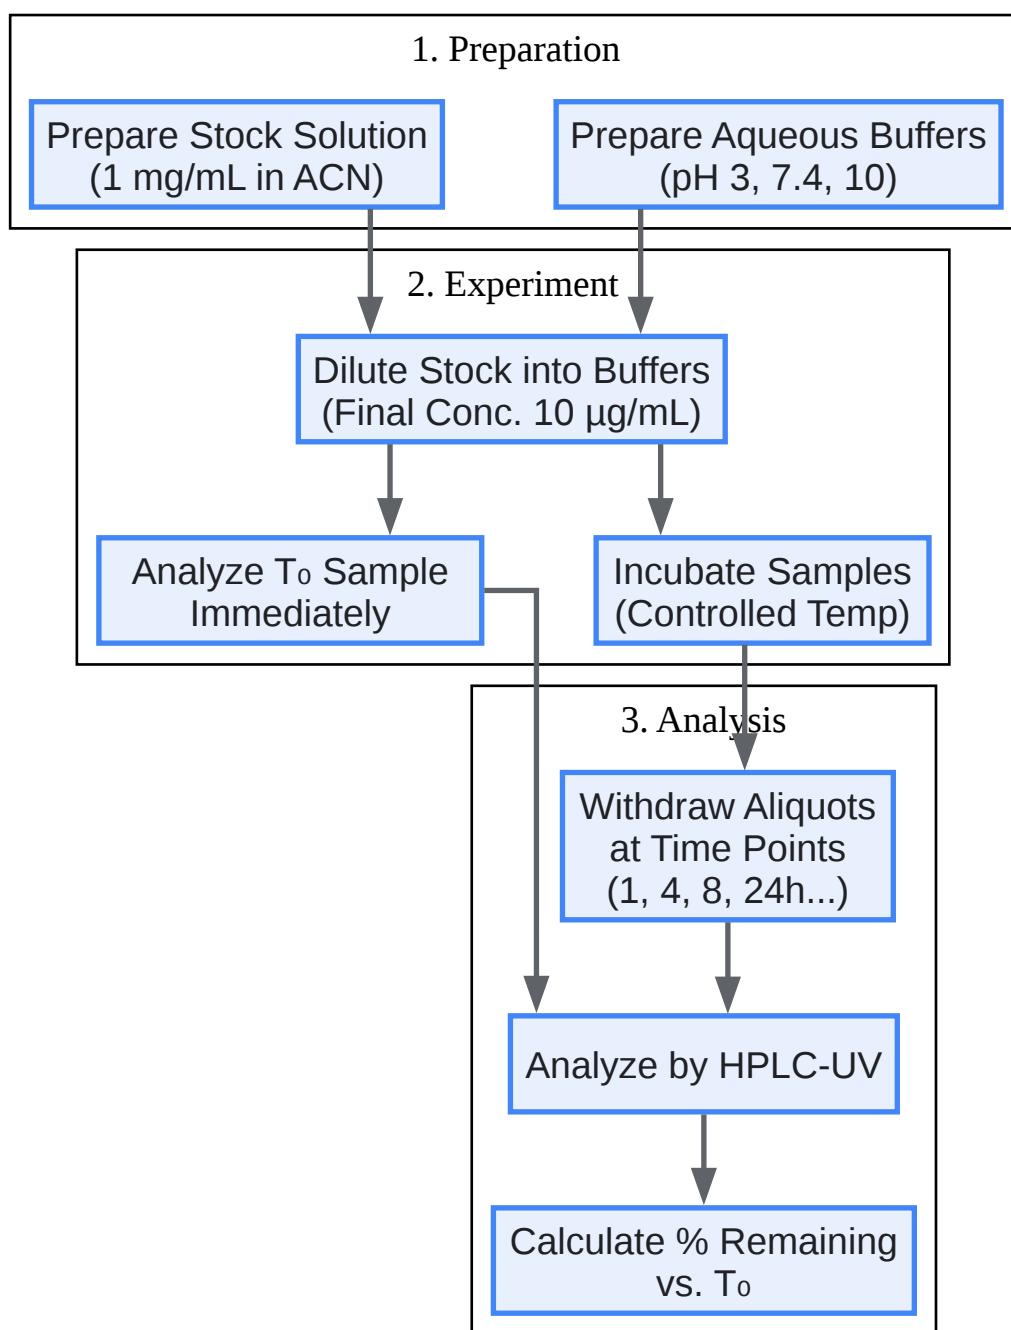 1. Preparation
Prepare Stock Solution
(1 mg/mL in ACN)
Prepare Aqueous Buffers
(pH 3, 7.4, 10)
2. Experiment
Dilute Stock into Buffers
(Final Conc. 10 µg/mL)
Analyze T₀ Sample
Immediately
Incubate Samples
(Controlled Temp)
3. Analysis
Withdraw Aliquots
at Time Points
(1, 4, 8, 24h...)
Analyze by HPLC-UV
Calculate % Remaining
vs. T₀